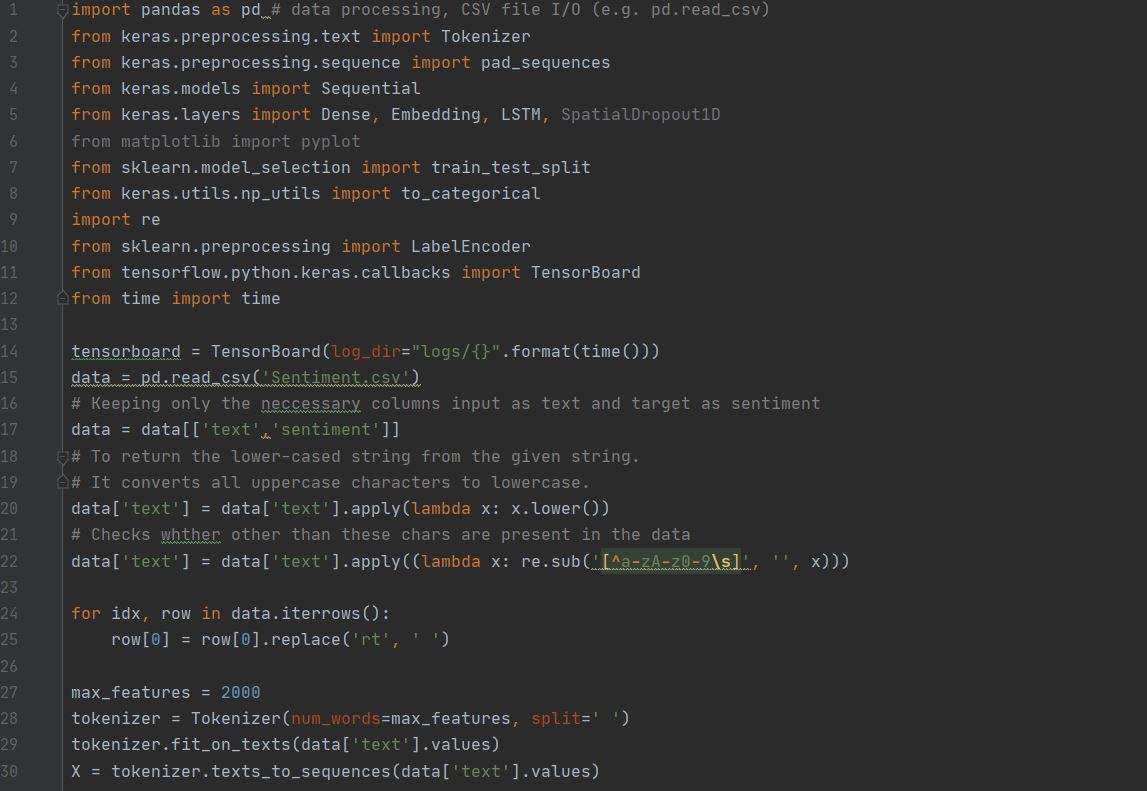 1 import pandas as pd # data processing, CSV file I/O (e.g. pd.read_csv)
2 from keras.preprocessing.text import Tokenizer
3 from keras.preprocessing.sequence import pad_sequences
4 from keras.models import Sequential
5 from keras.layers import Dense, Embedding, LSTM, SpatialDropout1D
6 from matplotlib import pyplot
7 from sklearn.model_selection import train_test_split
8 from keras.utils.np_utils import to_categorical
9 import re
10 from sklearn.preprocessing import LabelEncoder
11 from tensorflow.python.keras.callbacks import TensorBoard
12 from time import time
13
14 tensorboard = TensorBoard(log_dir="logs/{}".format(time()))
15 data = pd.read_csv('Sentiment.csv')
16 # Keeping only the neccessary columns input as text and target as sentiment
17 data = data[['text','sentiment']]
18 # To return the lower-cased string from the given string.
19 # It converts all uppercase characters to lowercase.
20 data['text'] = data['text'].apply(lambda x: x.lower())
21 # Checks whther other than these chars are present in the data
22 data['text'] = data['text'].apply((lambda x: re.sub('[^a-zA-z0-9\s]', '', x)))
23
24 for idx, row in data.iterrows():
25     row[0] = row[0].replace('rt', ' ')
26
27 max_features = 2000
28 tokenizer = Tokenizer(num_words=max_features, split=' ')
29 tokenizer.fit_on_texts(data['text'].values)
30 X = tokenizer.texts_to_sequences(data['text'].values)